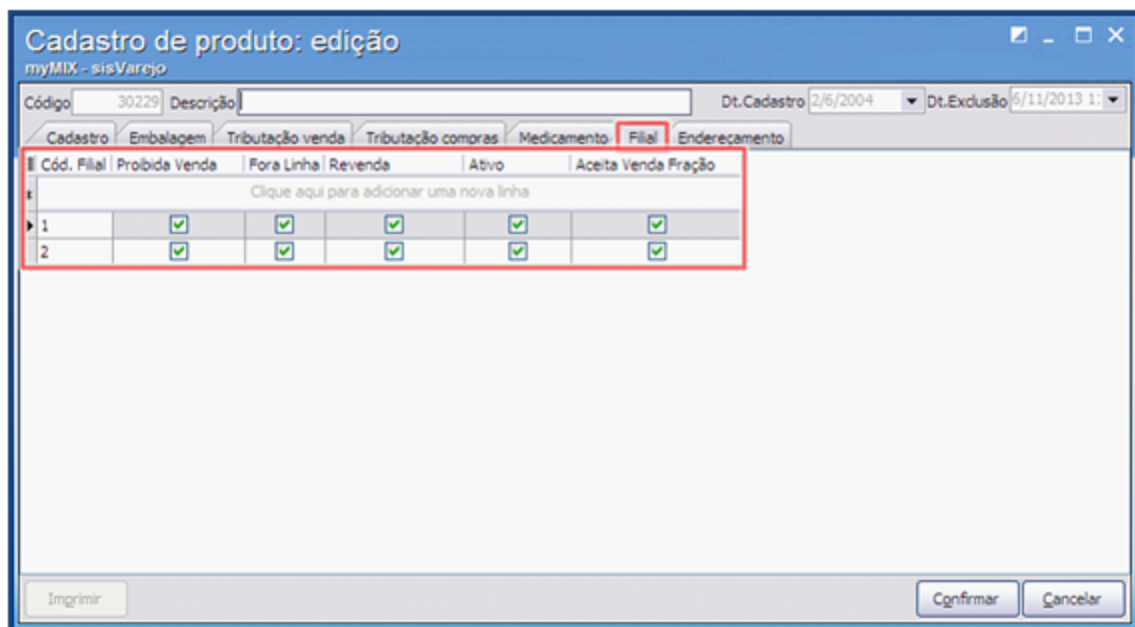 Cadastro de produto: edição
myMIX - sisVarejo
Código 30229 Descrição Dt.Cadastro 2/6/2004 Dt.Exclusão 6/11/2013 1:
Cadastro Embalagem Tributação venda Tributação compras Medicamento Filial Endereçamento
Cód. Filial Proibida Venda Fora Linha Revenda Ativo Aceita Venda Fração
Clique aqui para adicionar uma nova linha
1
2
Imprimir Confirmar Cancelar